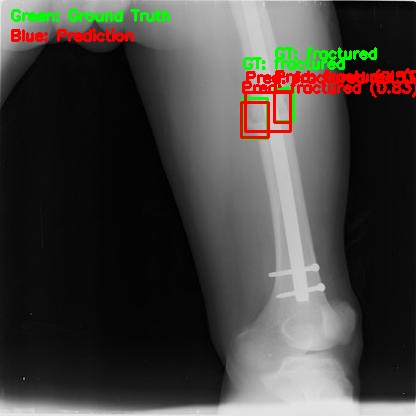 Green: Ground Truth
Blue: Prediction
GT: fractured
GT: fractured
Pred: fractured (0.83)